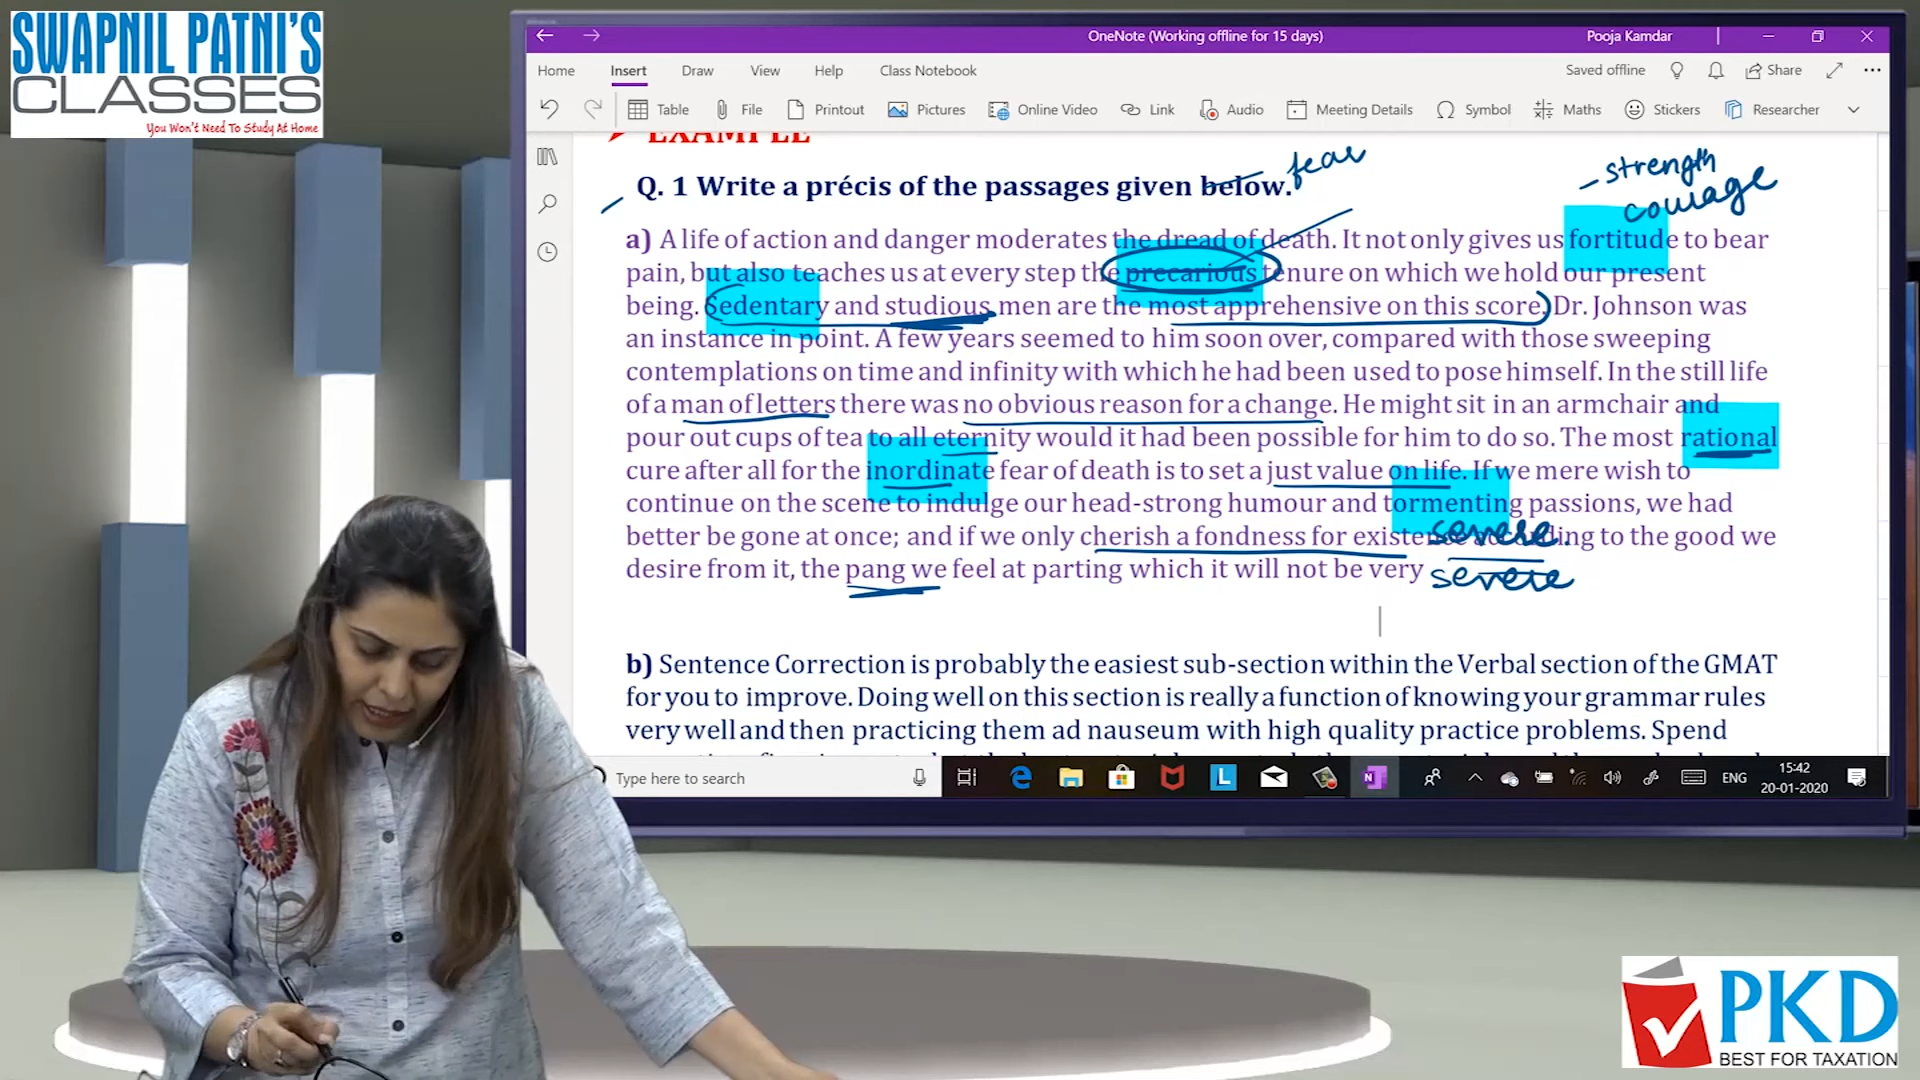 SWAPNIL PATNI'S
CLASSES
You Won't Need To Study At Home
OneNote (Working offline for 15 days)
Pooja Kamdar
Home Insert Draw View Help Class Notebook
Saved offline
Share
Table File Printout Pictures Online Video Link Audio Meeting Details Symbol Maths Stickers Researcher
EXAMPLE
fear
strength
courage
Q. 1 Write a précis of the passages given below.
a) A life of action and danger moderates the dread of death. It not only gives us fortitude to bear
pain, but also teaches us at every step the precarious tenure on which we hold our present
being. Sedentary and studious men are the most apprehensive on this score. Dr. Johnson was
an instance in point. A few years seemed to him soon over, compared with those sweeping
contemplations on time and infinity with which he had been used to pose himself. In the still life
of a man of letters there was no obvious reason for a change. He might sit in an armchair and
pour out cups of tea to all eternity would it had been possible for him to do so. The most rational
cure after all for the inordinate fear of death is to set a just value on life. If we mere wish to
continue on the scene to indulge our head-strong humour and tormenting passions, we had
better be gone at once; and if we only cherish a fondness for existence according to the good we
severe.
desire from it, the pang we feel at parting which it will not be very severe
b) Sentence Correction is probably the easiest sub-section within the Verbal section of the GMAT
for you to improve. Doing well on this section is really a function of knowing your grammar rules
very well and then practicing them ad nauseum with high quality practice problems. Spend
Type here to search
ENG
15:42
20-01-2020
PKD
BEST FOR TAXATION